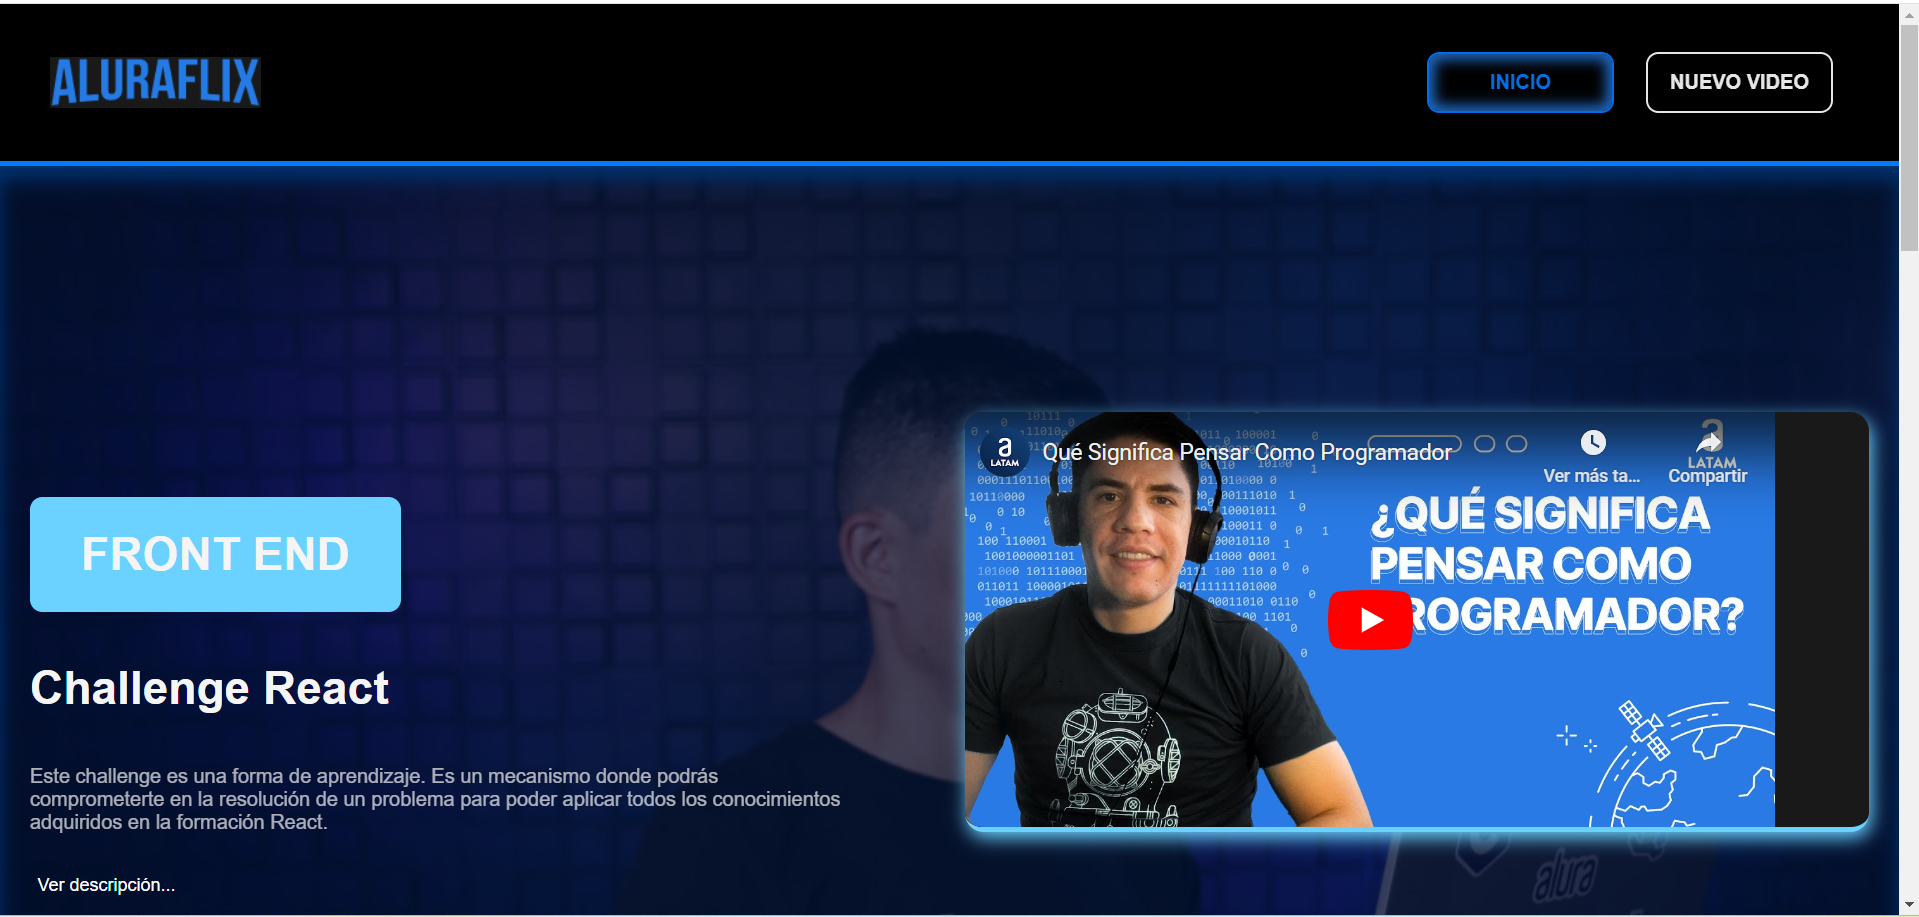 ALURAFLIX
INICIO
NUEVO VIDEO
FRONT END
Challenge React
Este challenge es una forma de aprendizaje. Es un mecanismo donde podrás
comprometerte en la resolución de un problema para poder aplicar todos los conocimientos
adquiridos en la formación React.
Ver descripción...
a
LATAM
Qué Significa Pensar Como Programador
Ver más ta...
Compartir
a
LATAM
¿QUÉ SIGNIFICA
PENSAR COMO
PROGRAMADOR?
alura